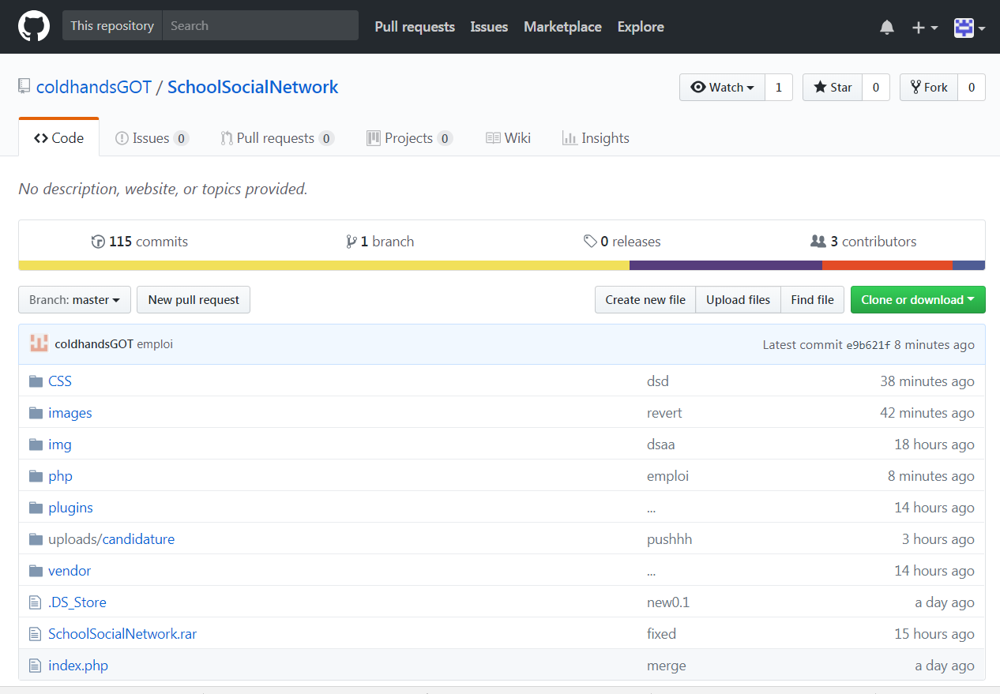 This repository Search Pull requests Issues Marketplace Explore
coldhandsGOT / SchoolSocialNetwork Watch 1 Star 0 Fork 0
Code Issues 0 Pull requests 0 Projects 0 Wiki Insights
No description, website, or topics provided.
115 commits 1 branch 0 releases 3 contributors
Branch: master New pull request Create new file Upload files Find file Clone or download
coldhandsGOT emploi Latest commit e9b621f 8 minutes ago
CSS dsd 38 minutes ago
images revert 42 minutes ago
img dsaa 18 hours ago
php emploi 8 minutes ago
plugins ... 14 hours ago
uploads/candidature pushhh 3 hours ago
vendor ... 14 hours ago
.DS_Store new0.1 a day ago
SchoolSocialNetwork.rar fixed 15 hours ago
index.php merge a day ago